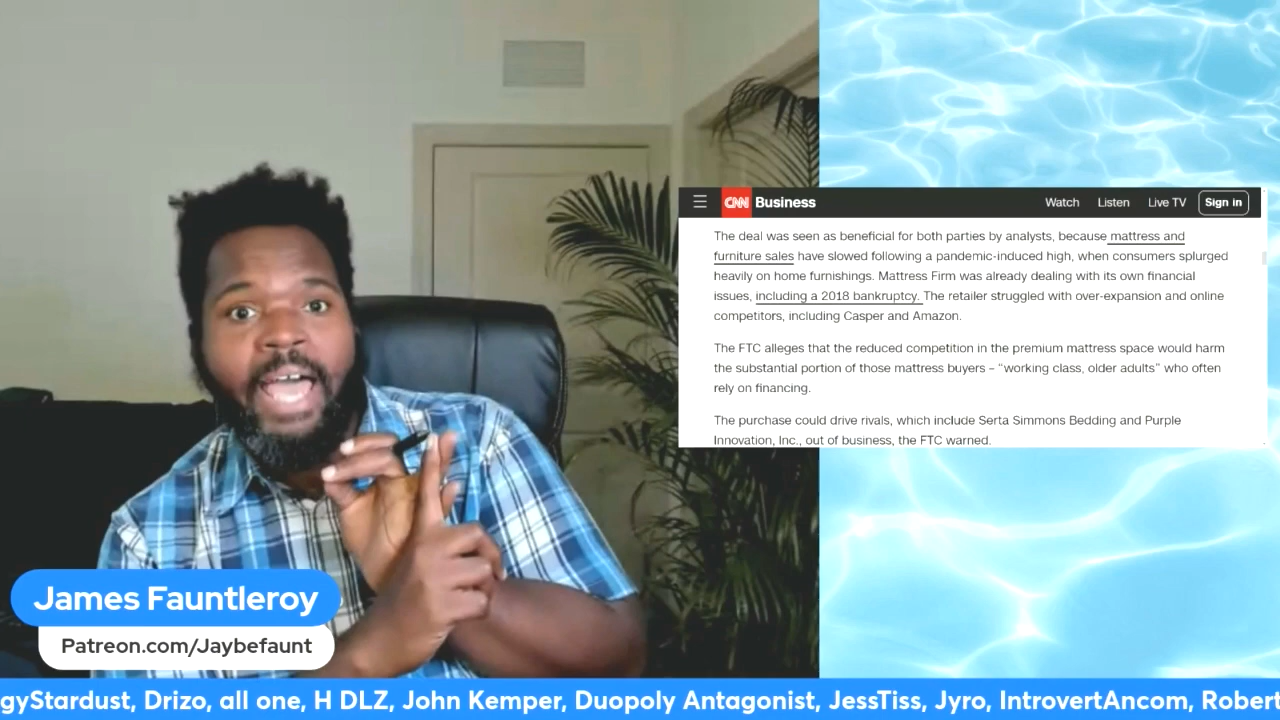 CNN Business
Watch Listen Live TV Sign in
The deal was seen as beneficial for both parties by analysts, because mattress and
furniture sales have slowed following a pandemic-induced high, when consumers splurged
heavily on home furnishings. Mattress Firm was already dealing with its own financial
issues, including a 2018 bankruptcy. The retailer struggled with over-expansion and online
competitors, including Casper and Amazon.
The FTC alleges that the reduced competition in the premium mattress space would harm
the substantial portion of those mattress buyers – “working class, older adults” who often
rely on financing.
The purchase could drive rivals, which include Serta Simmons Bedding and Purple
Innovation, Inc., out of business, the FTC warned.
James Fauntleroy
Patreon.com/Jaybefaunt
gyStardust, Drizo, all one, H DLZ, John Kemper, Duopoly Antagonist, JessTiss, Jyro, IntrovertAncom, Robert